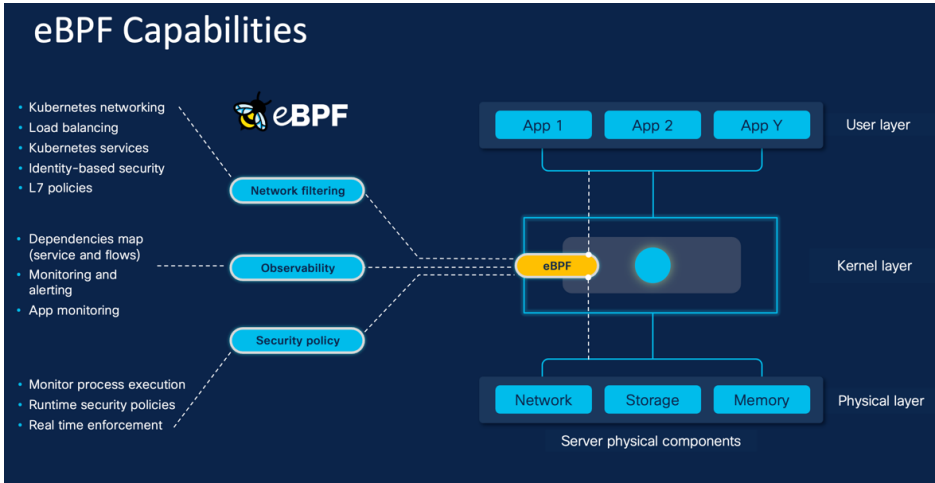 eBPF Capabilities
eBPF
• Kubernetes networking
• Load balancing
• Kubernetes services
• Identity-based security
• L7 policies
Network filtering
• Dependencies map
(service and flows)
• Monitoring and
alerting
• App monitoring
Observability
Security policy
• Monitor process execution
• Runtime security policies
• Real time enforcement
App 1
App 2
App Y
User layer
eBPF
Kernel layer
Network
Storage
Memory
Physical layer
Server physical components